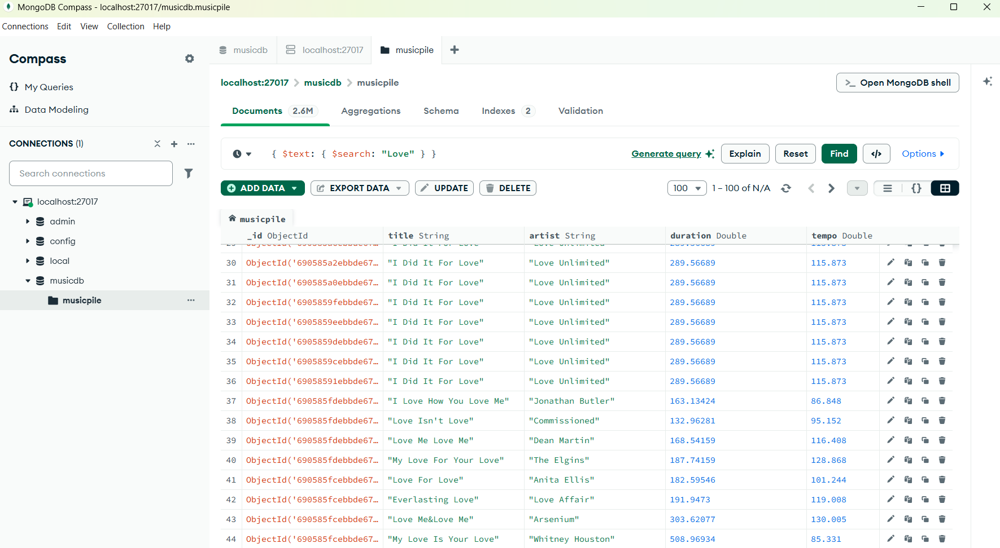 MongoDB Compass - localhost:27017/musicdb.musicpile
Connections Edit View Collection Help
Compass
My Queries
Data Modeling
CONNECTIONS (1)
Search connections
localhost:27017
admin
config
local
musicdb
musicpile
musicdb localhost:27017 musicpile
localhost:27017 > musicdb > musicpile
>_ Open MongoDB shell
Documents 2.6M Aggregations Schema Indexes 2 Validation
{ $text: { $search: "Love" } }
Generate query Explain Reset Find </> Options
ADD DATA EXPORT DATA UPDATE DELETE
100 1 – 100 of N/A {}
musicpile
_id ObjectId title String artist String duration Double tempo Double
30 ObjectId('690585a2ebbde67… "I Did It For Love" "Love Unlimited" 289.56689 115.873
31 ObjectId('690585a0ebbde67… "I Did It For Love" "Love Unlimited" 289.56689 115.873
32 ObjectId('6905859febbde67… "I Did It For Love" "Love Unlimited" 289.56689 115.873
33 ObjectId('6905859eebbde67… "I Did It For Love" "Love Unlimited" 289.56689 115.873
34 ObjectId('6905859debbde67… "I Did It For Love" "Love Unlimited" 289.56689 115.873
35 ObjectId('6905859cebbde67… "I Did It For Love" "Love Unlimited" 289.56689 115.873
36 ObjectId('69058591ebbde67… "I Did It For Love" "Love Unlimited" 289.56689 115.873
37 ObjectId('690585fdebbde67… "I Love How You Love Me" "Jonathan Butler" 163.13424 86.848
38 ObjectId('690585fdebbde67… "Love Isn't Love" "Commissioned" 132.96281 95.152
39 ObjectId('690585fdebbde67… "Love Me Love Me" "Dean Martin" 168.54159 116.408
40 ObjectId('690585fdebbde67… "My Love For Your Love" "The Elgins" 187.74159 128.868
41 ObjectId('690585fcebbde67… "Love For Love" "Anita Ellis" 182.59546 101.244
42 ObjectId('690585fcebbde67… "Everlasting Love" "Love Affair" 191.9473 119.008
43 ObjectId('690585fcebbde67… "Love Me&Love Me" "Arsenium" 303.62077 130.005
44 ObjectId('690585fcebbde67… "My Love Is Your Love" "Whitney Houston" 508.96934 85.331